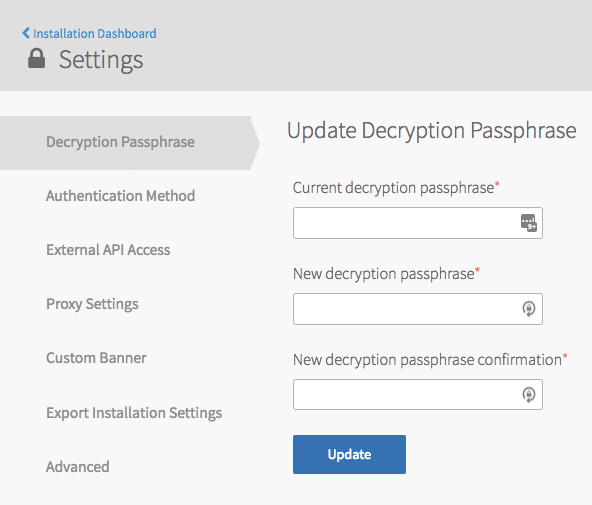 Installation Dashboard
Settings
Decryption Passphrase
Authentication Method
External API Access
Proxy Settings
Custom Banner
Export Installation Settings
Advanced
Update Decryption Passphrase
Current decryption passphrase*
9+
New decryption passphrase*
New decryption passphrase confirmation*
Update